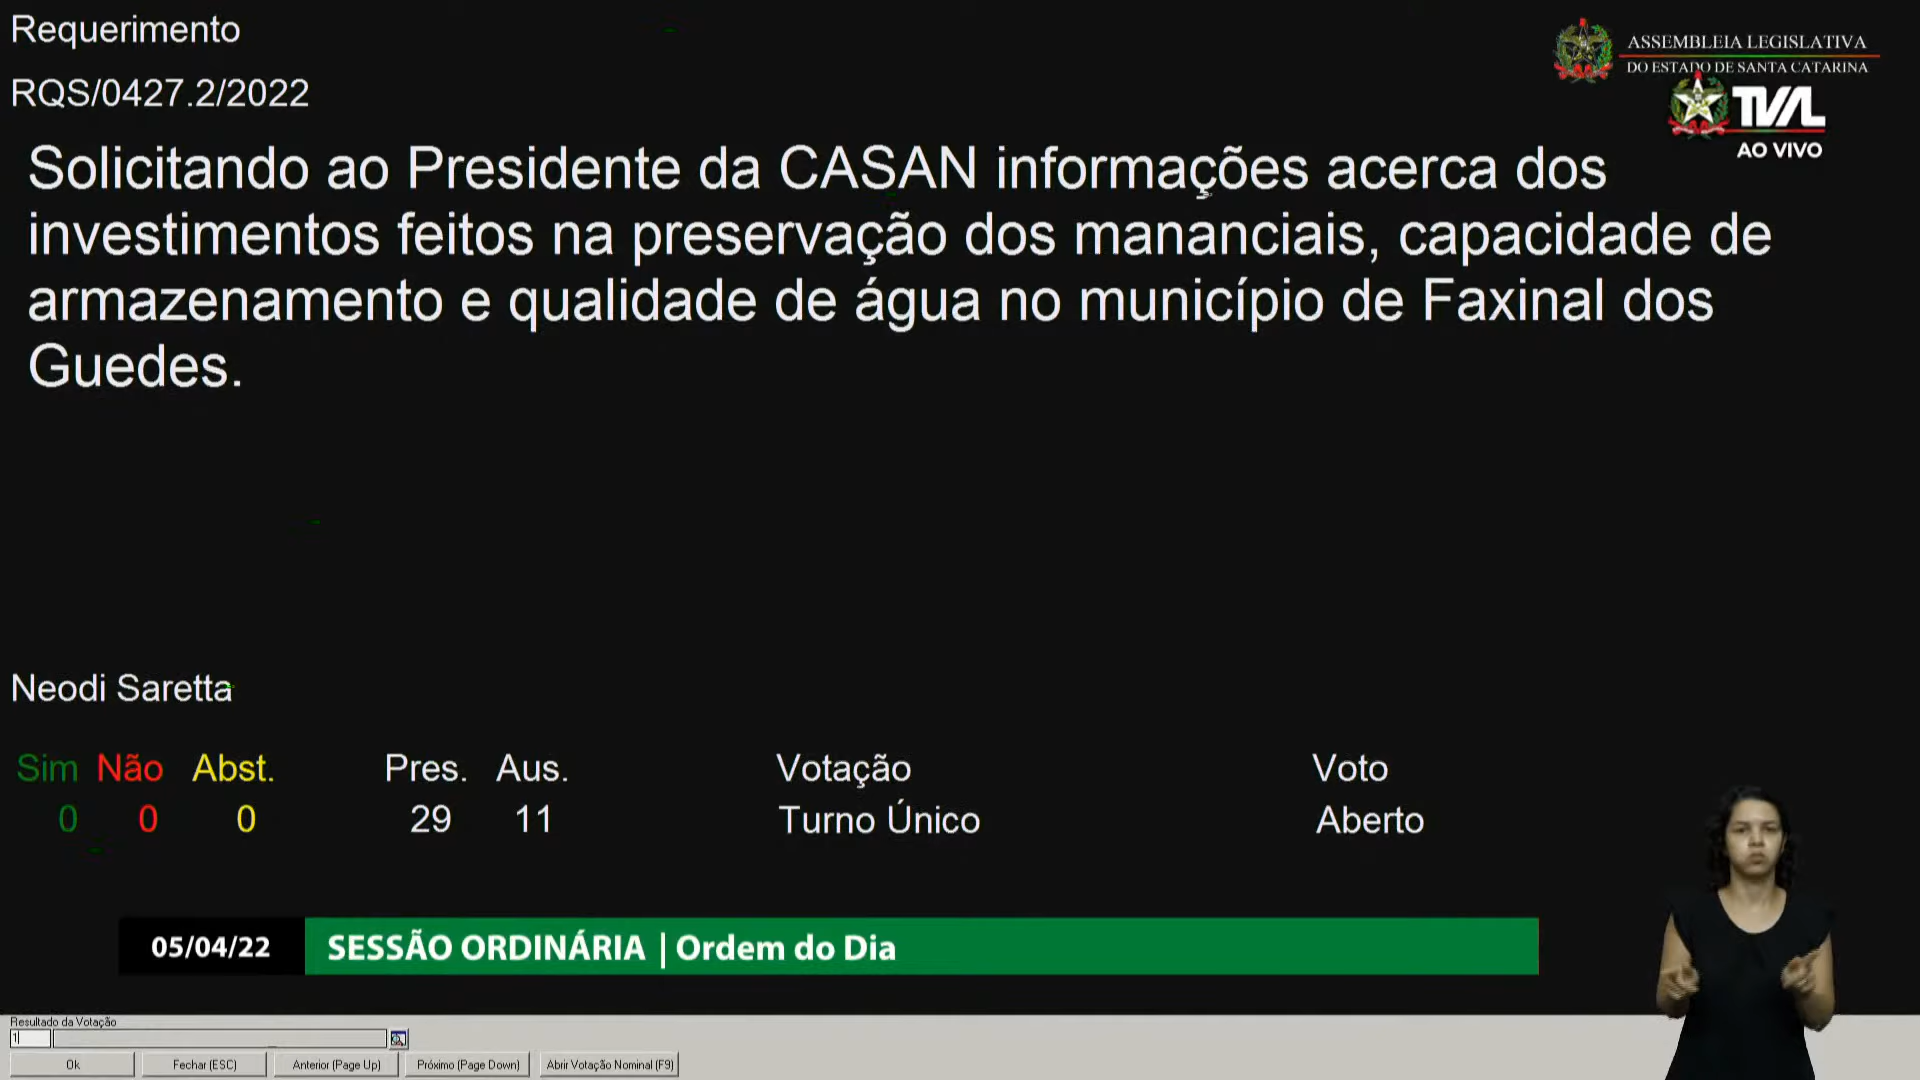 Requerimento
RQS/0427.2/2022
ASSEMBLEIA LEGISLATIVA
DO ESTADO DE SANTA CATARINA
TVAL
AO VIVO
Solicitando ao Presidente da CASAN informações acerca dos
investimentos feitos na preservação dos mananciais, capacidade de
armazenamento e qualidade de água no município de Faxinal dos
Guedes.
Neodi Saretta
Sim Não Abst. Pres. Aus. Votação Voto
0 0 0 29 11 Turno Único Aberto
05/04/22 SESSÃO ORDINÁRIA | Ordem do Dia
Resultado da Votação
1
Ok Fechar (ESC) Anterior (Page Up) Próximo (Page Down) Abrir Votação Nominal (F9)